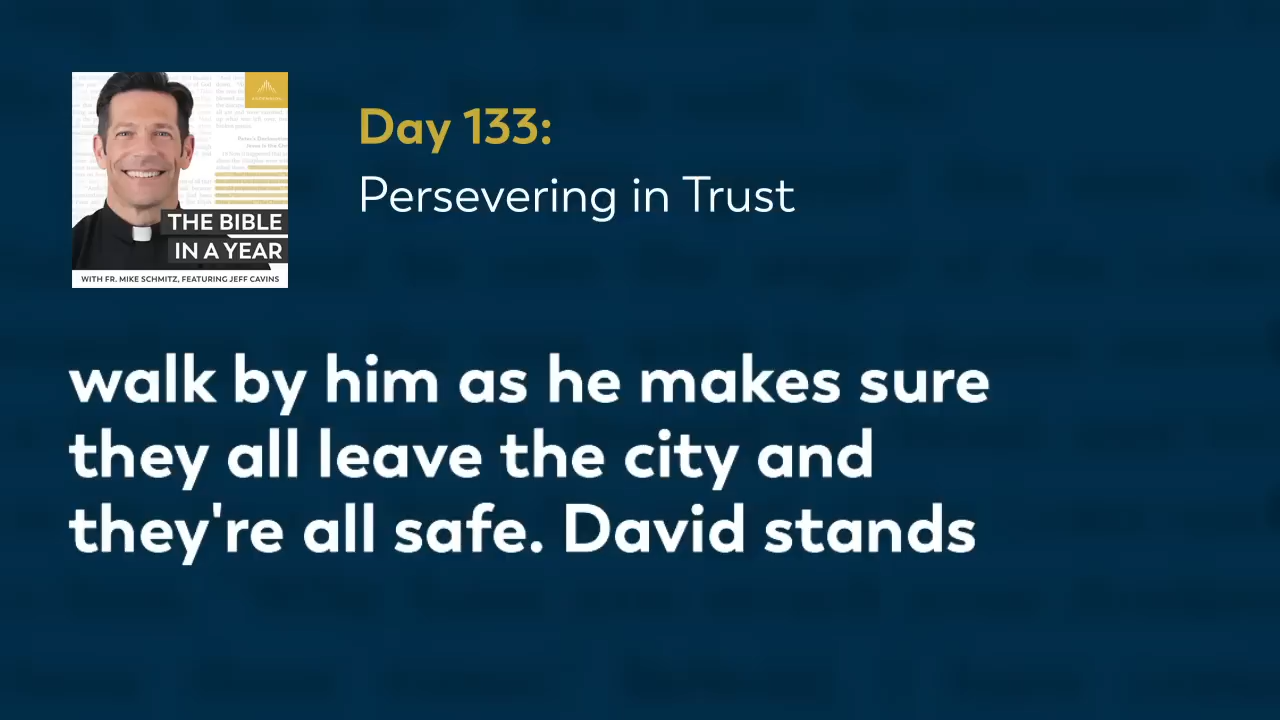 Day 133:
Persevering in Trust
THE BIBLE
IN A YEAR
WITH FR. MIKE SCHMITZ, FEATURING JEFF CAVINS
walk by him as he makes sure
they all leave the city and
they're all safe. David stands